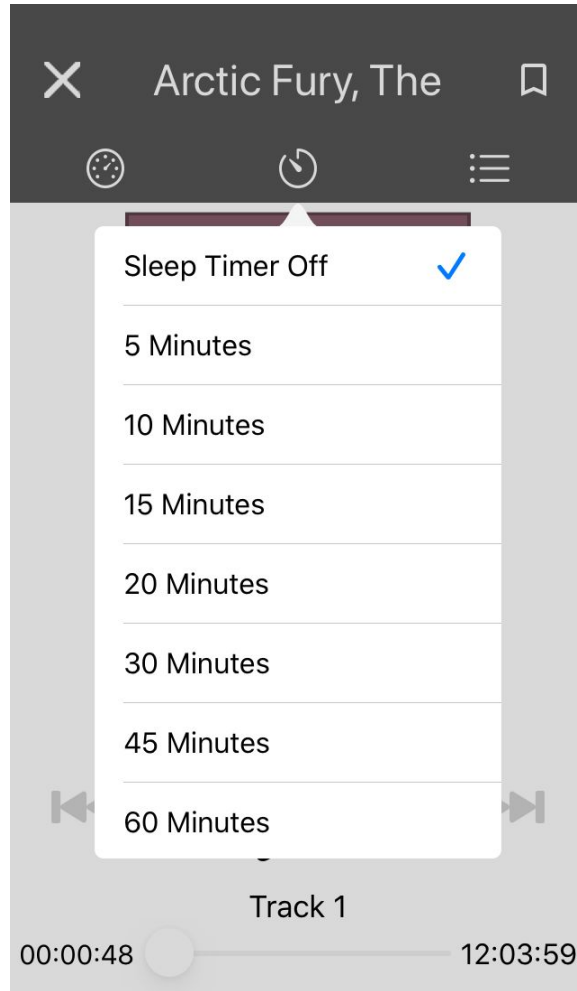 Arctic Fury, The
Sleep Timer Off
5 Minutes
10 Minutes
15 Minutes
20 Minutes
30 Minutes
45 Minutes
60 Minutes
Track 1
00:00:48 12:03:59